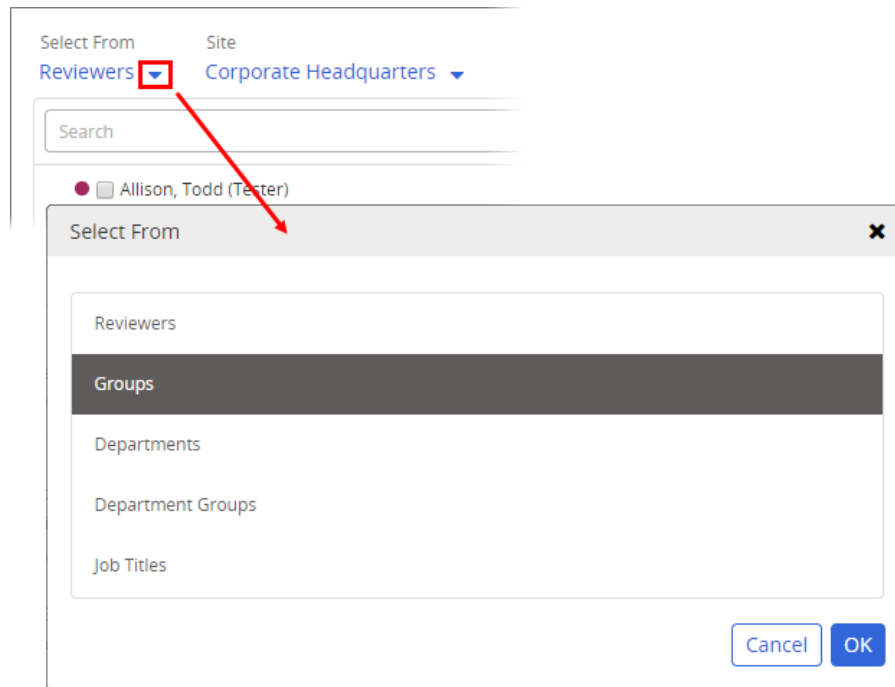 Select From Site
Reviewers Corporate Headquarters
Search
Allison, Todd (Tester)
Select From
Reviewers
Groups
Departments
Department Groups
Job Titles
Cancel OK